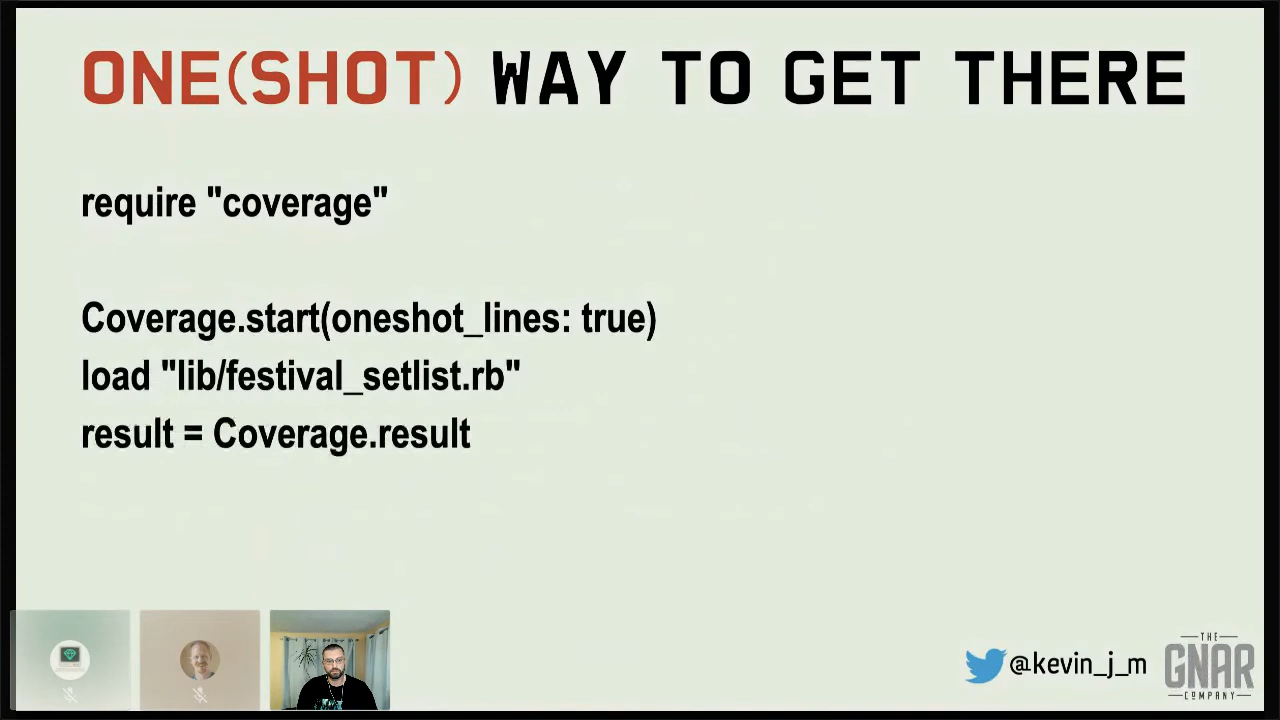 ONE(SHOT) WAY TO GET THERE
require "coverage"
Coverage.start(oneshot_lines: true)
load "lib/festival_setlist.rb"
result = Coverage.result
@kevin_j_m
THE
GNAR
COMPANY